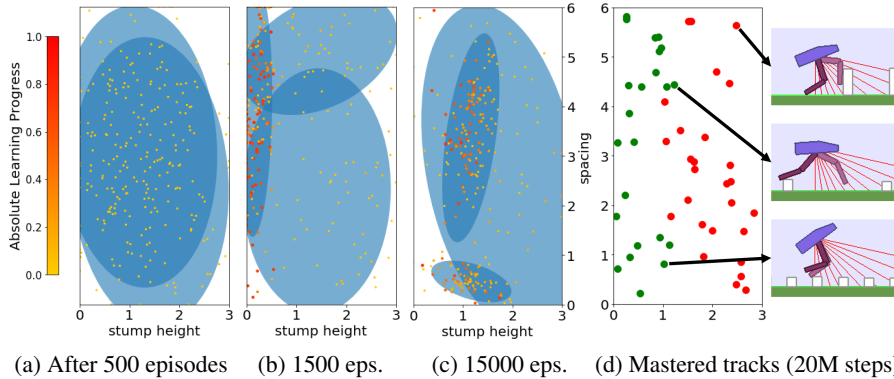 Absolute Learning Progress
1.0
0.8
0.6
0.4
0.2
0.0
0 1 2 3
stump height
0 1 2 3
stump height
0 1 2 3
stump height
6
5
4
3
2
1
0
spacing
6
5
4
3
2
1
0
0 1 2 3
stump height
(a) After 500 episodes (b) 1500 eps. (c) 15000 eps. (d) Mastered tracks (20M steps)